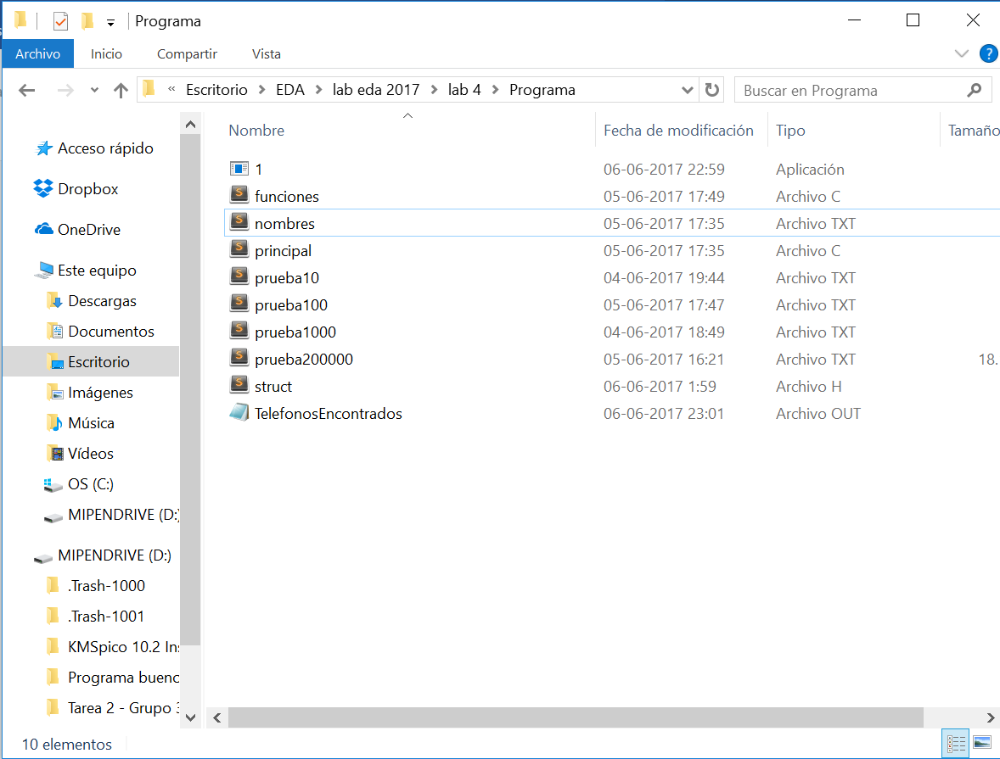 Programa
Archivo Inicio Compartir Vista
« Escritorio EDA lab eda 2017 lab 4 Programa Buscar en Programa
Nombre Fecha de modificación Tipo Tamaño
1 06-06-2017 22:59 Aplicación
funciones 05-06-2017 17:49 Archivo C
nombres 05-06-2017 17:35 Archivo TXT
principal 05-06-2017 17:35 Archivo C
prueba10 04-06-2017 19:44 Archivo TXT
prueba100 05-06-2017 17:47 Archivo TXT
prueba1000 04-06-2017 18:49 Archivo TXT
prueba200000 05-06-2017 16:21 Archivo TXT 18.
struct 06-06-2017 1:59 Archivo H
TelefonosEncontrados 06-06-2017 23:01 Archivo OUT
Acceso rápido
Dropbox
OneDrive
Este equipo
Descargas
Documentos
Escritorio
Imágenes
Música
Vídeos
OS (C:)
MIPENDRIVE (D:)
MIPENDRIVE (D:)
.Trash-1000
.Trash-1001
KMSpico 10.2 In
Programa bueno
Tarea 2 - Grupo 3
10 elementos